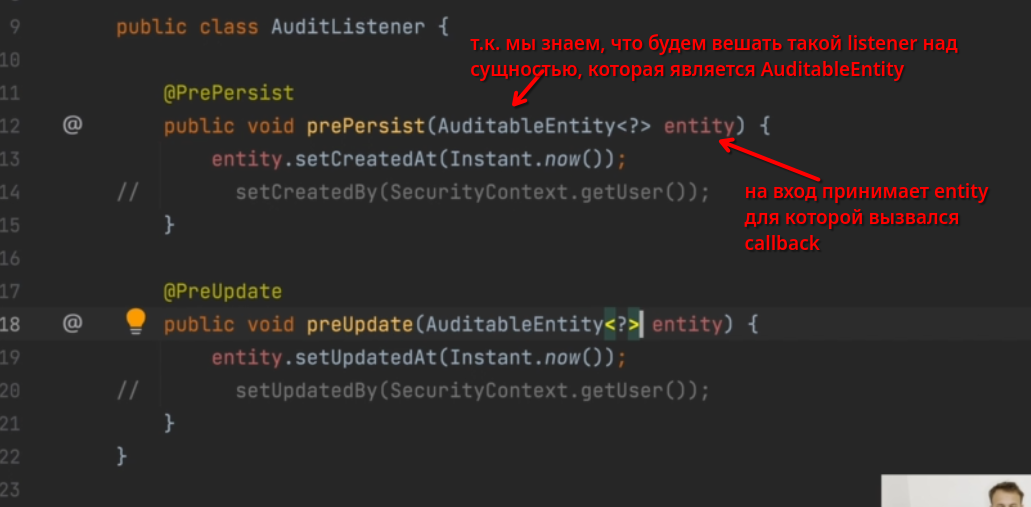 9 public class AuditListener {
т.к. мы знаем, что будем вешать такой listener над
сущностью, которая является AuditableEntity
10
11 @PrePersist
12 @ public void prePersist(AuditableEntity<?> entity) {
13 entity.setCreatedAt(Instant.now());
14 // setCreatedBy(SecurityContext.getUser());
на вход принимает entity
для которой вызвался
callback
15 }
16
17 @PreUpdate
18 @ public void preUpdate(AuditableEntity<?> entity) {
19 entity.setUpdatedAt(Instant.now());
20 // setUpdatedBy(SecurityContext.getUser());
21 }
22 }
23